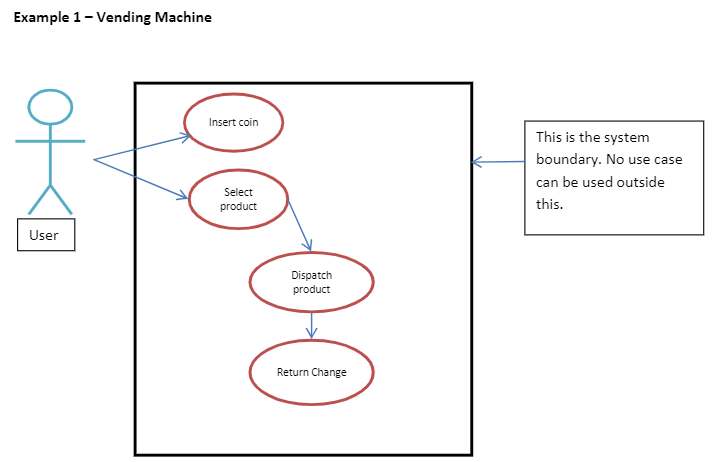 Example 1 – Vending Machine
Insert coin
This is the system
boundary. No use case
can be used outside
this.
Select
product
User
Dispatch
product
Return Change